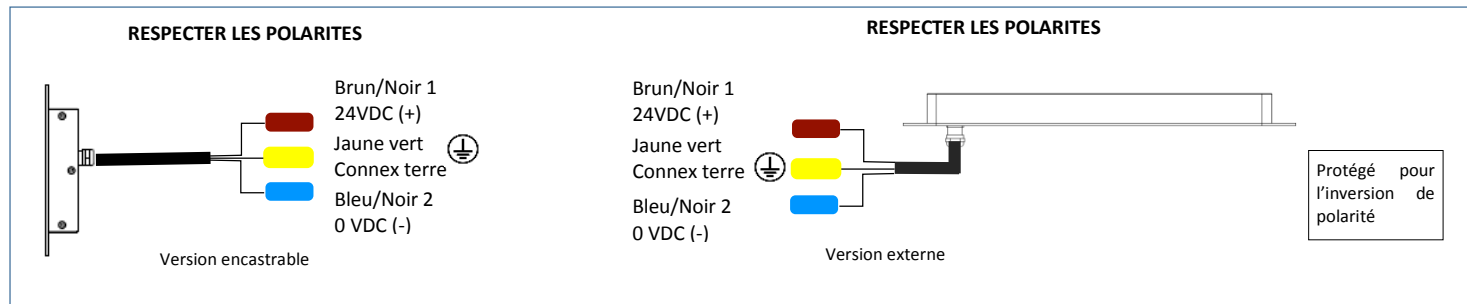 RESPECTER LES POLARITES
Brun/Noir 1
24VDC (+)
Jaune vert
Connex terre
Bleu/Noir 2
0 VDC (-)
Version encastrable
RESPECTER LES POLARITES
Brun/Noir 1
24VDC (+)
Jaune vert
Connex terre
Bleu/Noir 2
0 VDC (-)
Version externe
Protégé pour
l’inversion de
polarité